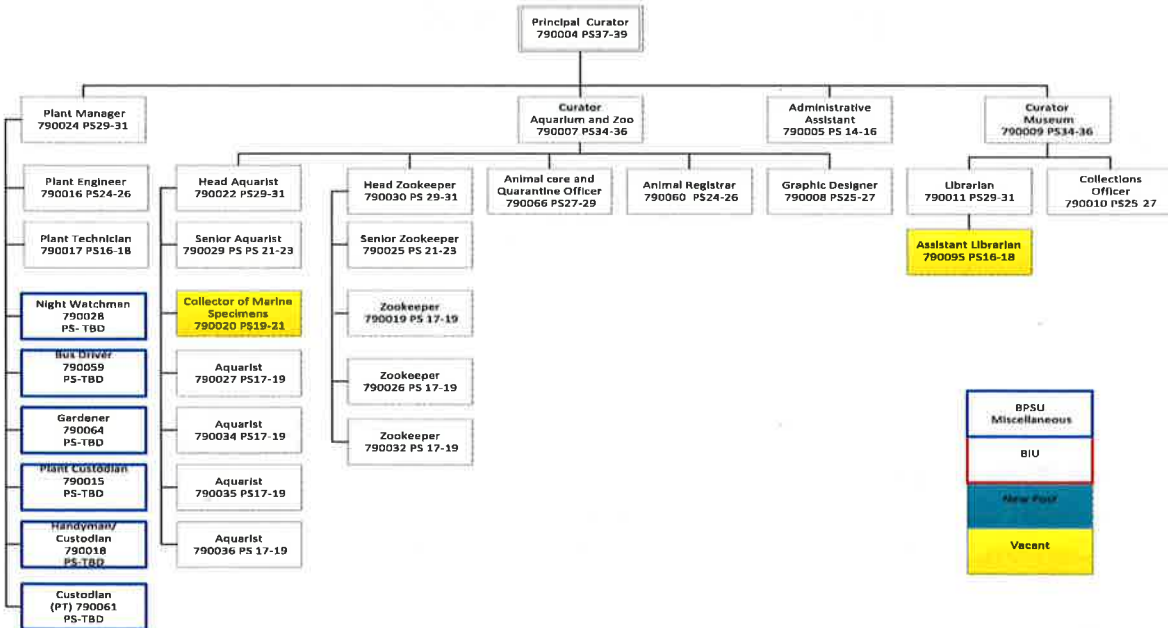 Principal Curator
790004 PS37-39
Plant Manager
790024 PS29-31
Curator
Aquarium and Zoo
790007 PS34-36
Administrative
Assistant
790005 PS 14-16
Curator
Museum
790009 PS34-36
Plant Engineer
790016 PS24-26
Head Aquarist
790022 PS29-31
Head Zookeeper
790030 PS 29-31
Animal care and
Quarantine Officer
790066 PS27-29
Animal Registrar
790060 PS24-26
Graphic Designer
790008 PS25-27
Librarian
790011 PS29-31
Collections
Officer
790010 PS25-27
Plant Technician
790017 PS16-18
Senior Aquarist
790029 PS PS 21-23
Senior Zookeeper
790025 PS 21-23
Assistant Librarian
790095 PS16-18
Night Watchman
790028
PS- TBD
Collector of Marine
Specimens
790020 PS19-21
Zookeeper
790019 PS 17-19
Bus Driver
790059
PS-TBD
Aquarist
790027 PS17-19
Zookeeper
790026 PS 17-19
Gardener
790064
PS-TBD
Aquarist
790034 PS17-19
Zookeeper
790032 PS 17-19
Plant Custodian
790015
PS-TBD
Aquarist
790035 PS17-19
Handyman/
Custodian
790018
PS-TBD
Aquarist
790036 PS 17-19
Custodian
(PT) 790061
PS-TBD
BPSU
Miscellaneous
BIU
New Post
Vacant